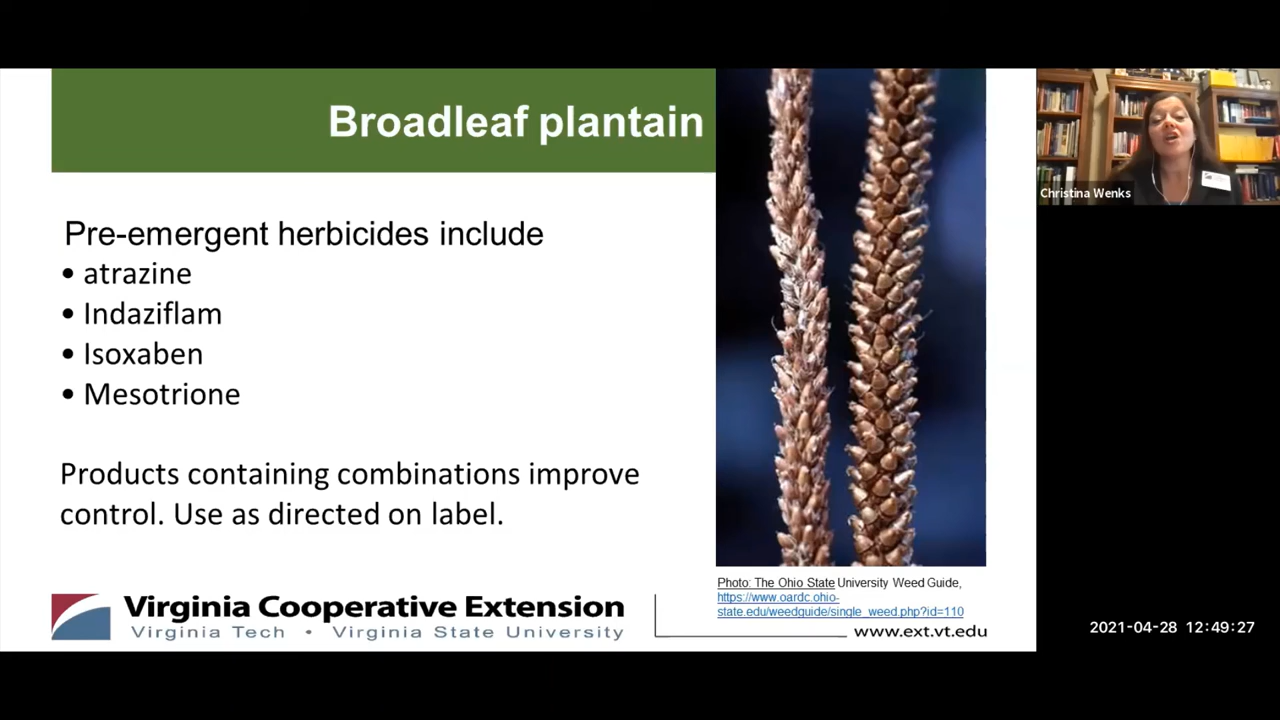 Broadleaf plantain
Pre-emergent herbicides include
• atrazine
• Indaziflam
• Isoxaben
• Mesotrione
Products containing combinations improve
control. Use as directed on label.
Photo: The Ohio State University Weed Guide,
https://www.oardc.ohio-
state.edu/weedguide/single_weed.php?id=110
Virginia Cooperative Extension
Virginia Tech • Virginia State University
www.ext.vt.edu
Christina Wenks
2021-04-28 12:49:27